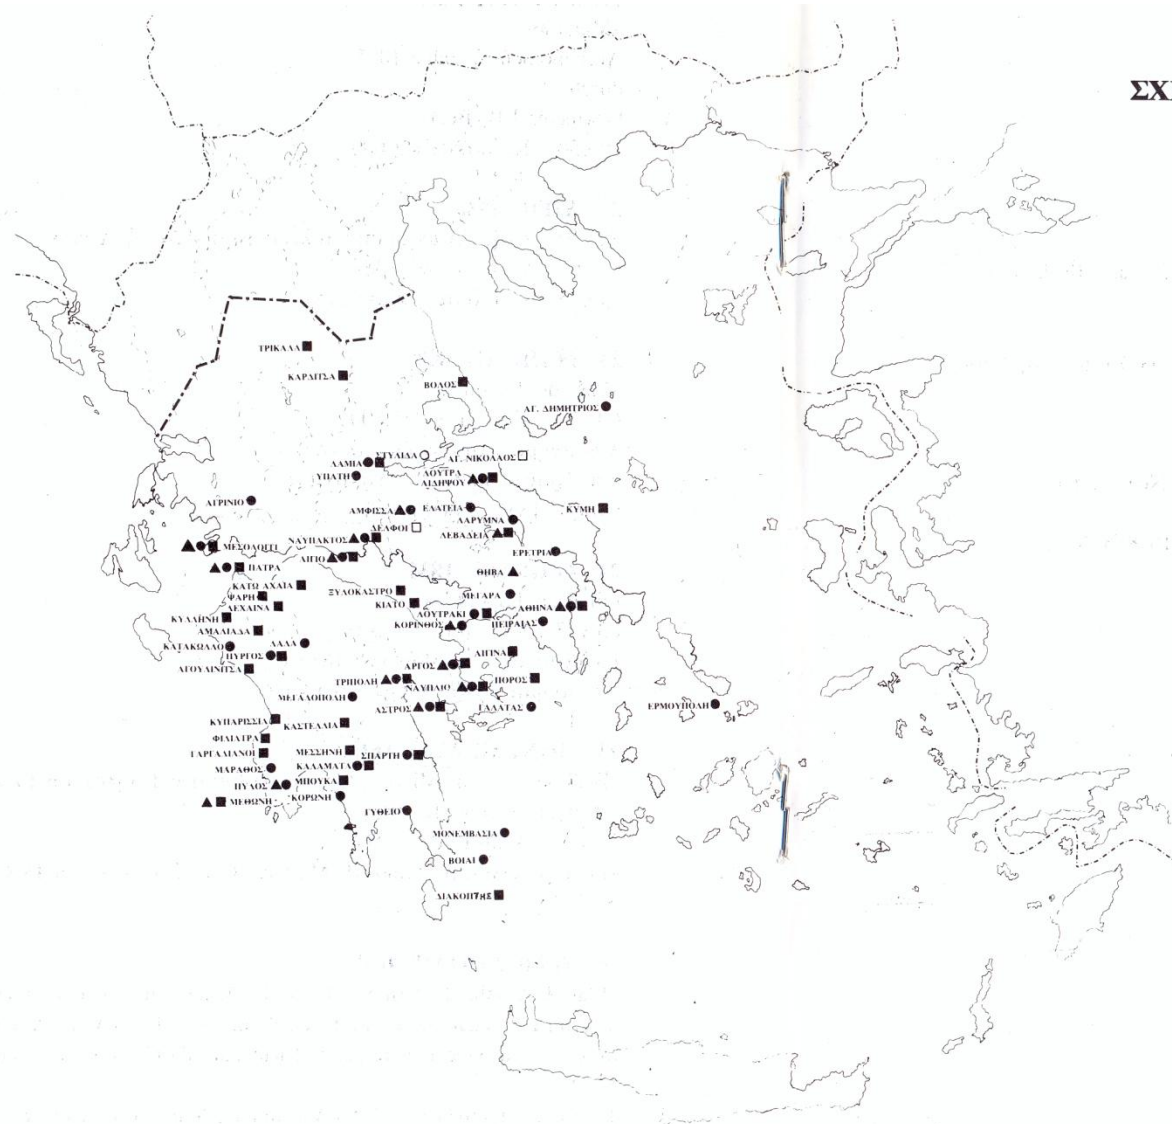 ΣΧ
ΤΡΙΚΑΛΑ
ΚΑΡΔΙΤΣΑ
ΒΟΛΟΣ
ΑΓ. ΔΗΜΗΤΡΙΟΣ
ΣΤΥΛΙΔΑ
ΑΓ. ΝΙΚΟΛΑΟΣ
ΛΑΜΙΑ
ΥΠΑΤΗ
ΛΟΥΤΡΑ
ΑΙΔΗΨΟΥ
ΑΓΡΙΝΙΟ
ΑΜΦΙΣΣΑ
ΕΛΑΤΕΙΑ
ΚΥΜΗ
ΛΑΡΥΜΝΑ
ΔΕΛΦΟΙ
ΛΕΒΑΔΕΙΑ
ΝΑΥΠΑΚΤΟΣ
ΜΕΣΟΛΟΓΓΙ
ΕΡΕΤΡΙΑ
ΑΙΓΙΟ
ΠΑΤΡΑ
ΘΗΒΑ
ΚΑΤΩ ΑΧΑΪΑ
ΞΥΛΟΚΑΣΤΡΟ
ΜΕΓΑΡΑ
ΦΑΡΗ
ΚΙΑΤΟ
ΛΕΧΑΙΝΑ
ΑΘΗΝΑ
ΛΟΥΤΡΑΚΙ
ΚΥΛΛΗΝΗ
ΚΟΡΙΝΘΟΣ
ΠΕΙΡΑΙΑΣ
ΑΜΑΛΙΑΔΑ
ΚΑΤΑΚΩΛΛΟ
ΛΑΛΑ
ΠΥΡΓΟΣ
ΑΙΓΙΝΑ
ΑΓΟΥΛΙΝΙΤΣΑ
ΑΡΓΟΣ
ΤΡΙΠΟΛΗ
ΠΟΡΟΣ
ΝΑΥΠΛΙΟ
ΜΕΓΑΛΟΠΟΛΗ
ΑΣΤΡΟΣ
ΓΑΛΑΤΑΣ
ΕΡΜΟΥΠΟΛΗ
ΚΥΠΑΡΙΣΣΙΑ
ΚΑΣΤΕΛΛΙΑ
ΦΙΛΙΑΤΡΑ
ΓΑΡΓΑΛΙΑΝΟΙ
ΜΕΣΣΗΝΗ
ΣΠΑΡΤΗ
ΜΑΡΑΘΟΣ
ΚΑΛΑΜΑΤΑ
ΠΥΛΟΣ
ΜΠΟΥΚΑ
ΜΕΘΩΝΗ
ΚΟΡΩΝΗ
ΓΥΘΕΙΟ
ΜΟΝΕΜΒΑΣΙΑ
ΒΟΙΑΙ